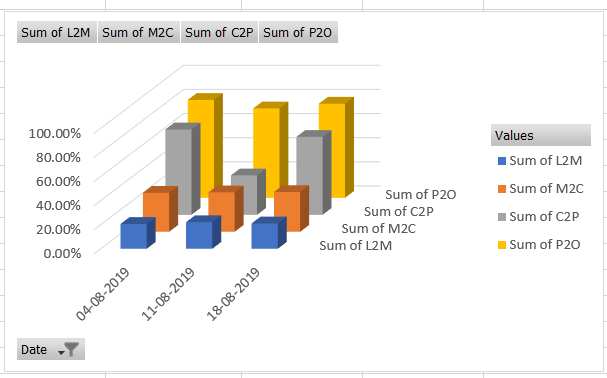 Sum of L2M Sum of M2C Sum of C2P Sum of P2O
100.00%
80.00%
60.00%
40.00%
20.00%
0.00%
Sum of P2O
Sum of C2P
Sum of M2C
Sum of L2M
04-08-2019
11-08-2019
18-08-2019
Values
Sum of L2M
Sum of M2C
Sum of C2P
Sum of P2O
Date